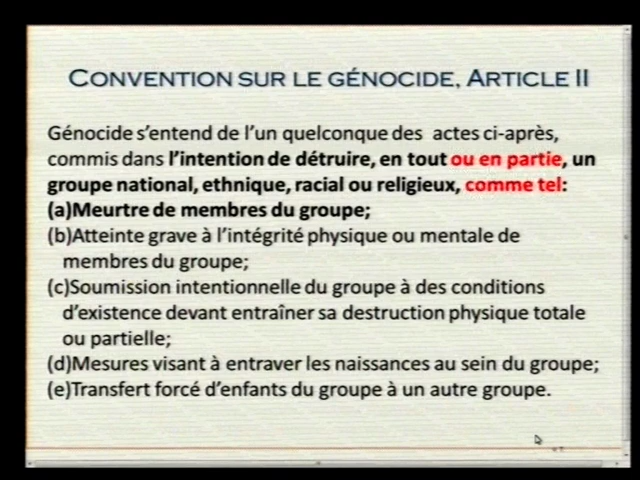 CONVENTION SUR LE GÉNOCIDE, ARTICLE II
Génocide s'entend de l'un quelconque des actes ci-après,
commis dans l'intention de détruire, en tout ou en partie, un
groupe national, ethnique, racial ou religieux, comme tel:
(a)Meurtre de membres du groupe;
(b)Atteinte grave à l'intégrité physique ou mentale de
membres du groupe;
(c)Soumission intentionnelle du groupe à des conditions
d'existence devant entraîner sa destruction physique totale
ou partielle;
(d)Mesures visant à entraver les naissances au sein du groupe;
(e)Transfert forcé d'enfants du groupe à un autre groupe.